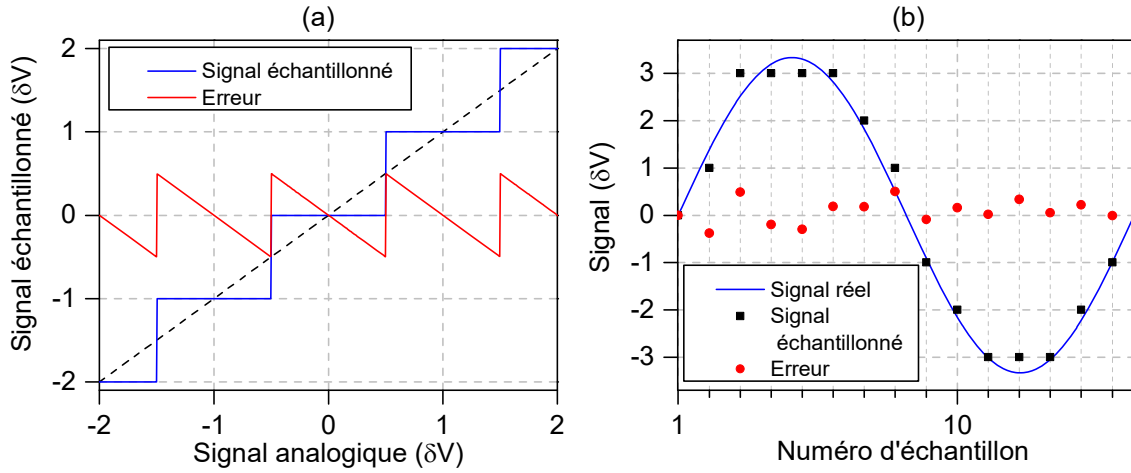 (a)
Signal échantillonné (δV)
2
1
0
-1
-2
Signal échantillonné
Erreur
-2
-1
0
1
2
Signal analogique (δV)
(b)
Signal (δV)
3
2
1
0
-1
-2
-3
Signal réel
Signal
échantillonné
Erreur
1
10
Numéro d'échantillon